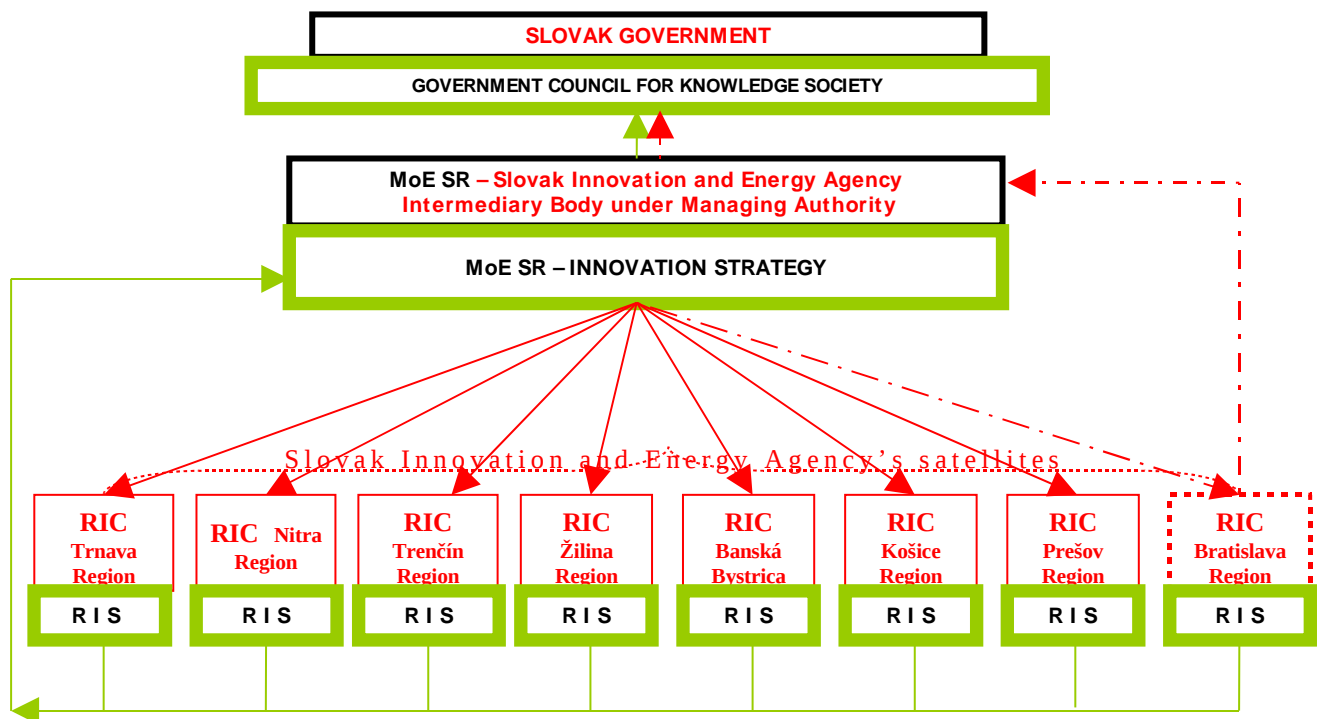 SLOVAK GOVERNMENT
GOVERNMENT COUNCIL FOR KNOWLEDGE SOCIETY
MoE SR – Slovak Innovation and Energy Agency
Intermediary Body under Managing Authority
MoE SR – INNOVATION STRATEGY
Slovak Innovation and Energy Agency's satellites
RIC
Trnava
Region
RIC Nitra
Region
RIC
Trenčín
Region
RIC
Žilina
Region
RIC
Banská
Bystrica
RIC
Košice
Region
RIC
Prešov
Region
RIC
Bratislava
Region
R I S
R I S
R I S
R I S
R I S
R I S
R I S
R I S